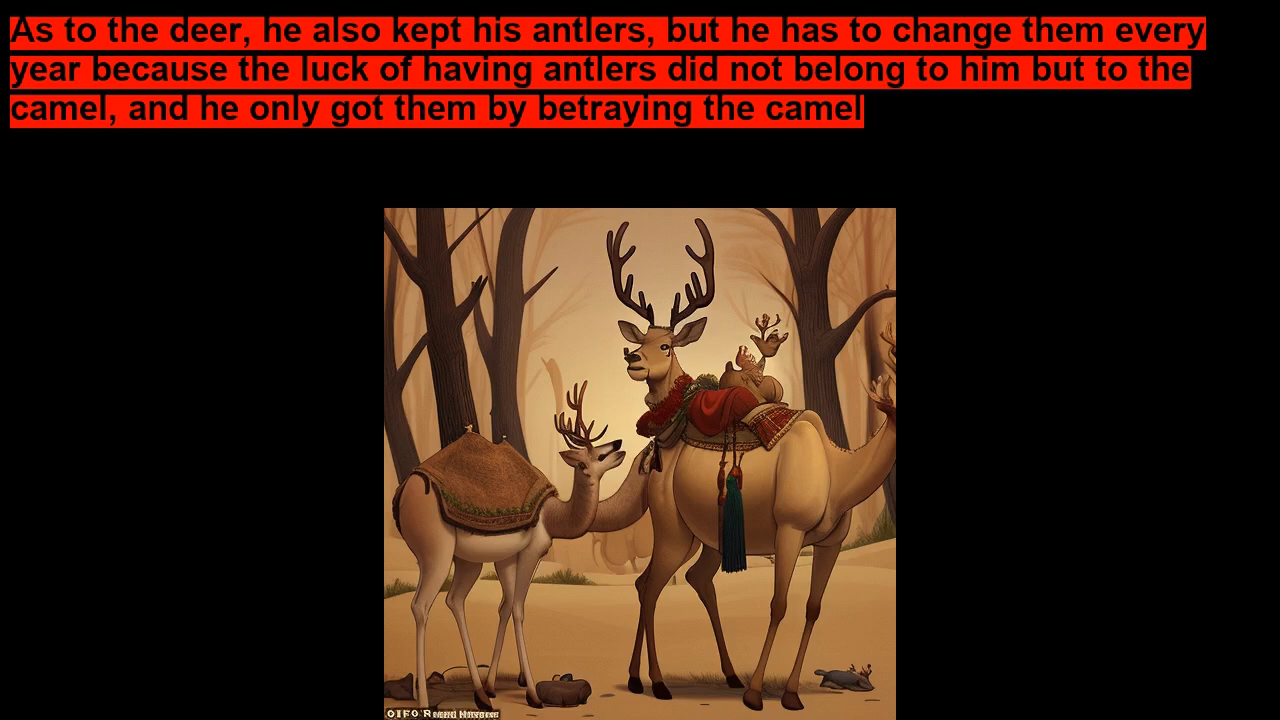 As to the deer, he also kept his antlers, but he has to change them every
year because the luck of having antlers did not belong to him but to the
camel, and he only got them by betraying the camel